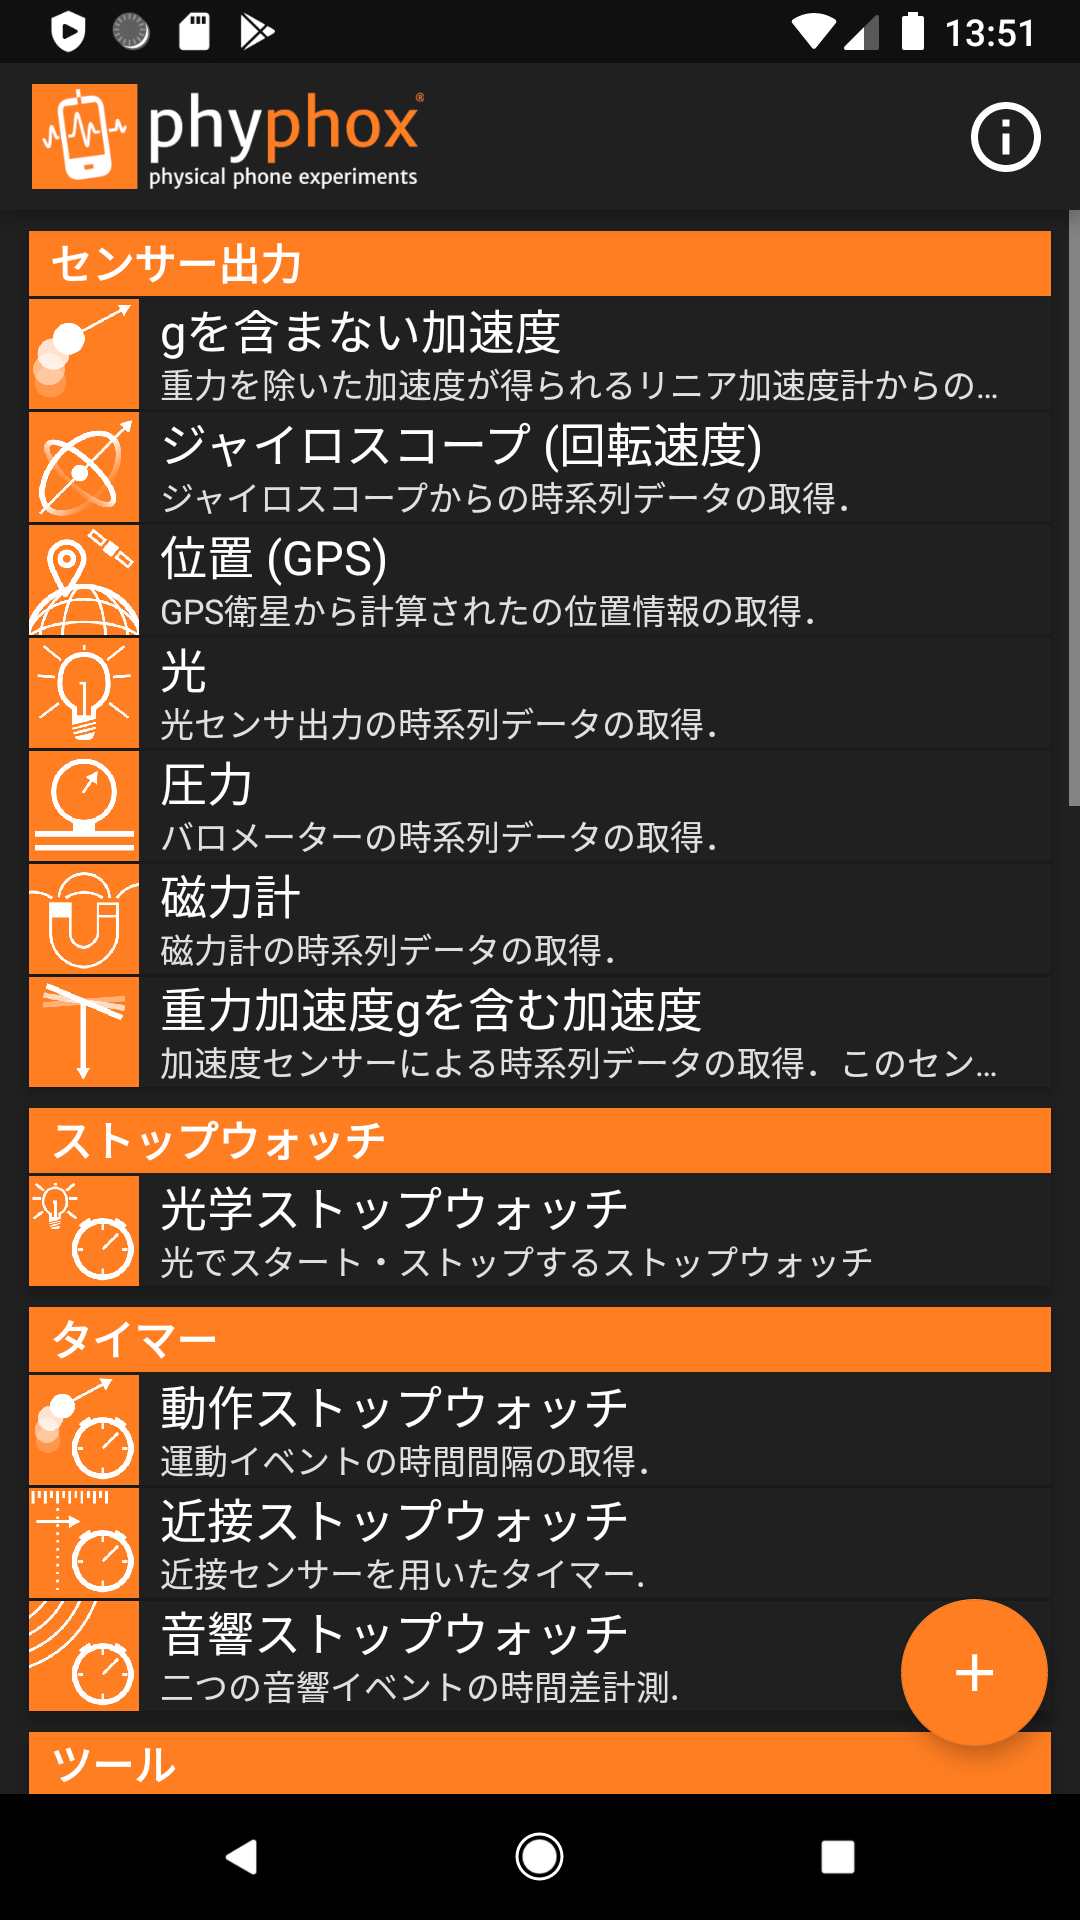 13:51
phyphox®
physical phone experiments
センサー出力
gを含まない加速度
重力を除いた加速度が得られるリニア加速度計からの…
ジャイロスコープ (回転速度)
ジャイロスコープからの時系列データの取得．
位置 (GPS)
GPS衛星から計算されたの位置情報の取得．
光
光センサ出力の時系列データの取得．
圧力
バロメーターの時系列データの取得．
磁力計
磁力計の時系列データの取得．
重力加速度gを含む加速度
加速度センサーによる時系列データの取得．このセン…
ストップウォッチ
光学ストップウォッチ
光でスタート・ストップするストップウォッチ
タイマー
動作ストップウォッチ
運動イベントの時間間隔の取得．
近接ストップウォッチ
近接センサーを用いたタイマー.
音響ストップウォッチ
二つの音響イベントの時間差計測.
ツール